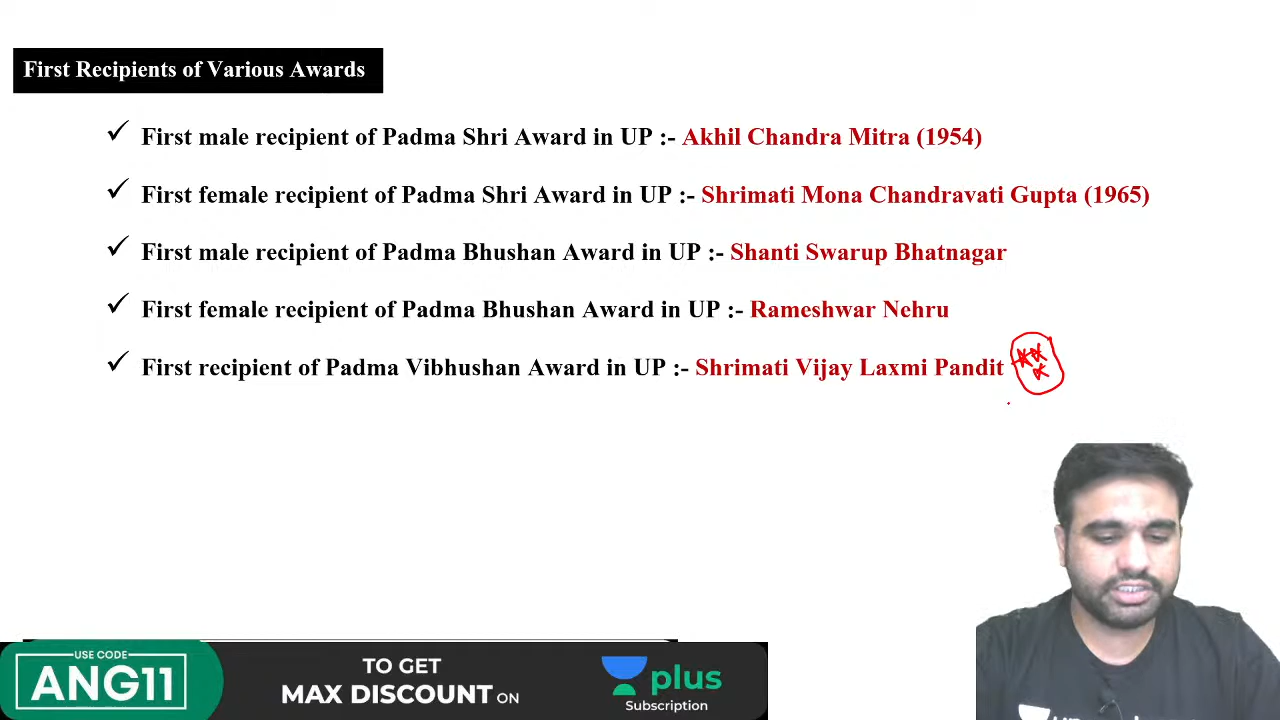 First Recipients of Various Awards
✓ First male recipient of Padma Shri Award in UP :- Akhil Chandra Mitra (1954)
✓ First female recipient of Padma Shri Award in UP :- Shrimati Mona Chandravati Gupta (1965)
✓ First male recipient of Padma Bhushan Award in UP :- Shanti Swarup Bhatnagar
✓ First female recipient of Padma Bhushan Award in UP :- Rameshwar Nehru
✓ First recipient of Padma Vibhushan Award in UP :- Shrimati Vijay Laxmi Pandit
USE CODE
ANG11
TO GET
MAX DISCOUNT ON
plus
Subscription